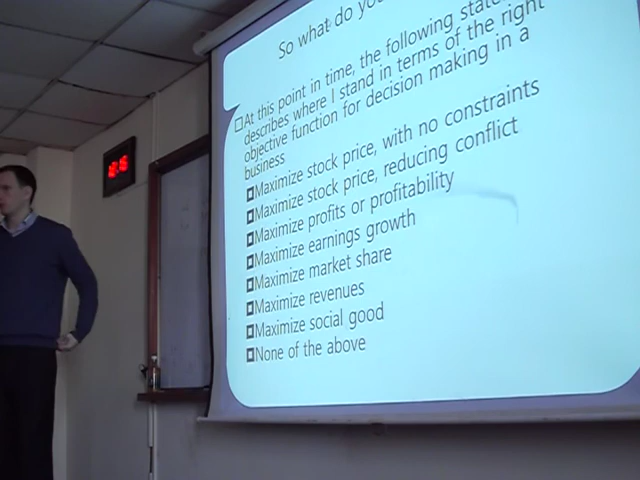 So what do you
At this point in time, the following
describes where I stand in terms of the right
objective function for decision making in a
business
Maximize stock price, with no constraints
Maximize stock price, reducing conflict
Maximize profits or profitability
Maximize earnings growth
Maximize market share
Maximize revenues
Maximize social good
None of the above